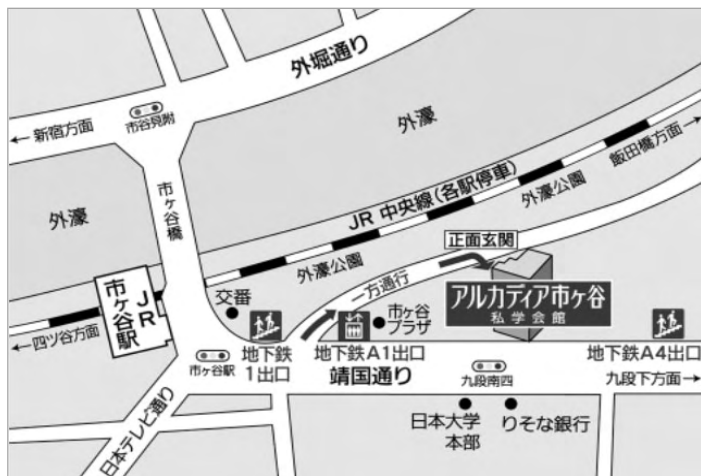 外堀通り
市谷見附
←新宿方面
外濠
飯田橋方面→
外濠
市ヶ谷橋
JR 中央線(各駅停車)
外濠公園
外濠公園
正面玄関
一方通行
JR
市ケ谷駅
交番
市ヶ谷
プラザ
アルカディア市ヶ谷
私学会館
←四ツ谷方面
市ヶ谷駅
地下鉄
1出口
地下鉄A1出口
地下鉄A4出口
靖国通り
九段南四
九段下方面→
日本テレビ通り
日本大学
本部
りそな銀行